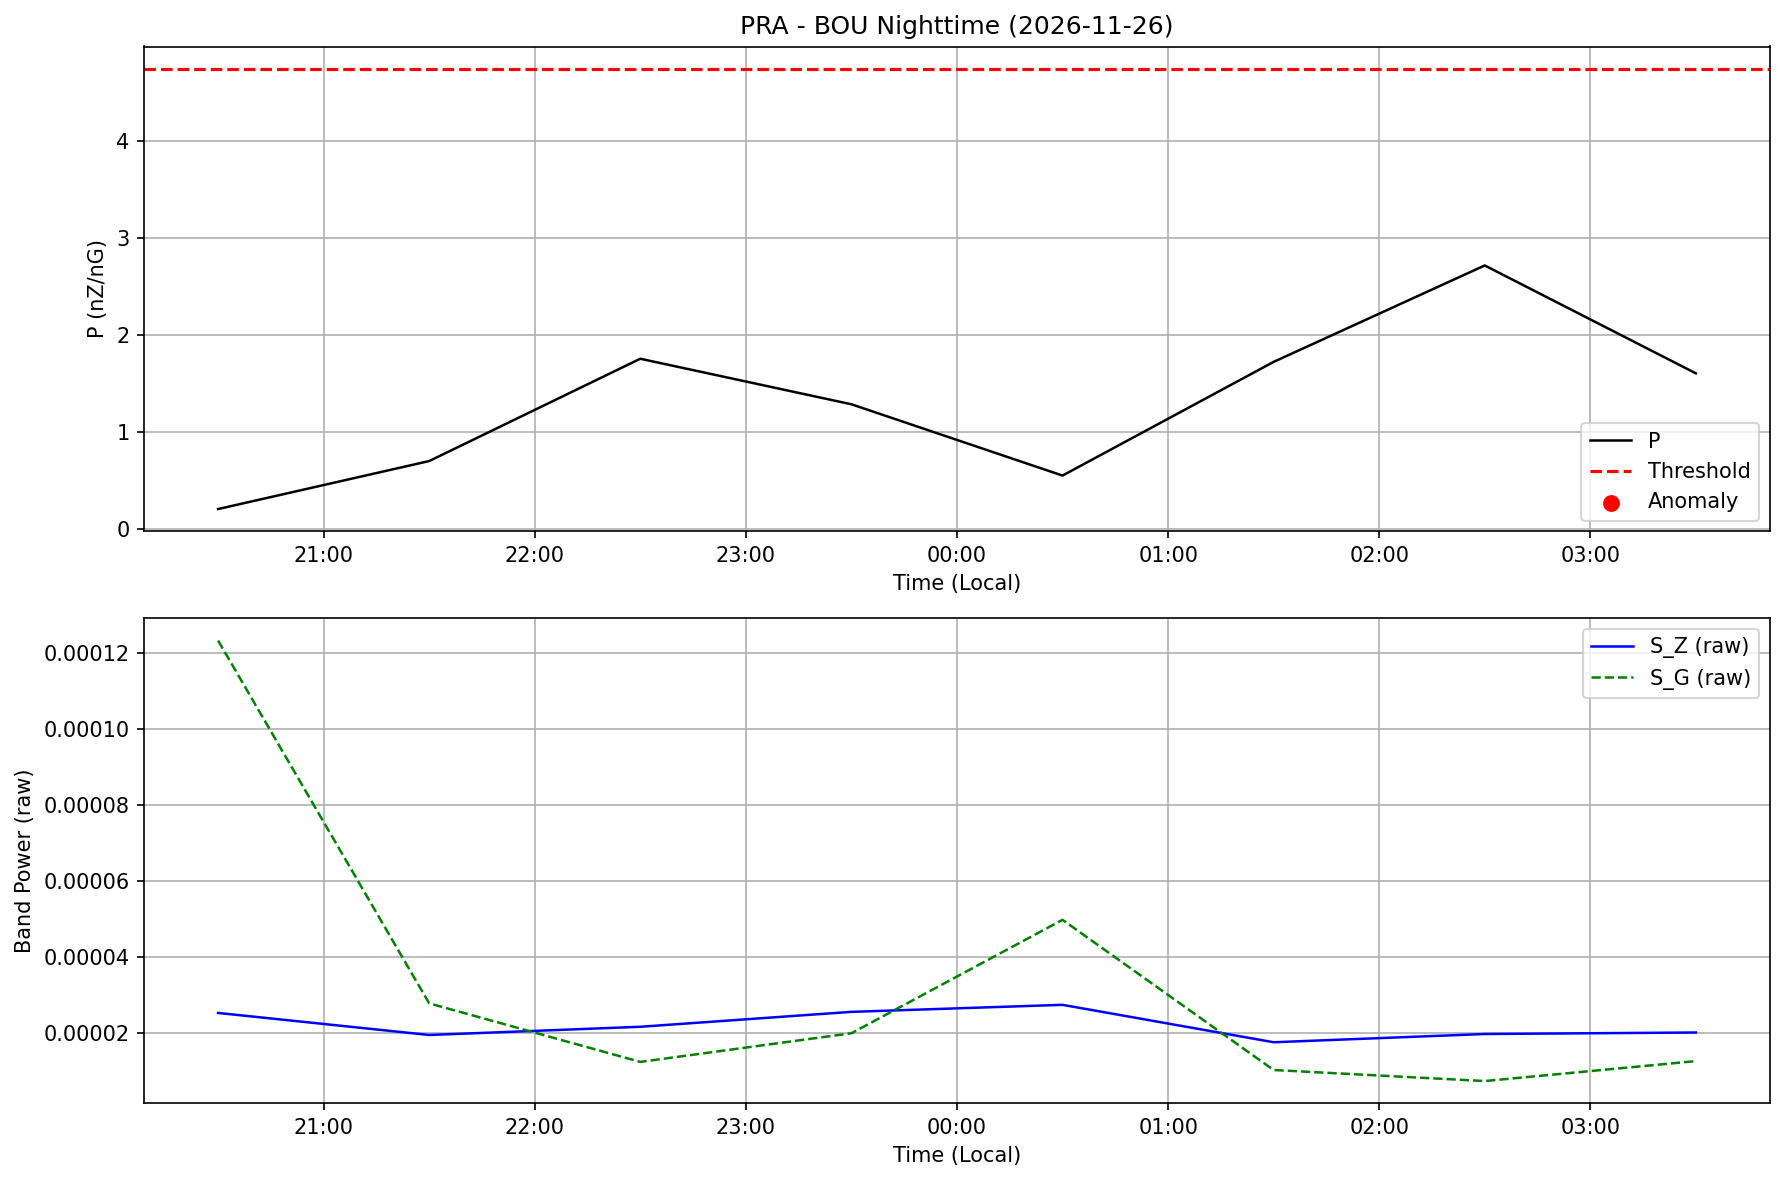 PRA - BOU Nighttime (2026-11-26)
P (nZ/nG)
4
3
2
1
0
P
Threshold
Anomaly
21:00 22:00 23:00 00:00 01:00 02:00 03:00
Time (Local)
Band Power (raw)
0.00012
0.00010
0.00008
0.00006
0.00004
0.00002
S_Z (raw)
S_G (raw)
21:00 22:00 23:00 00:00 01:00 02:00 03:00
Time (Local)